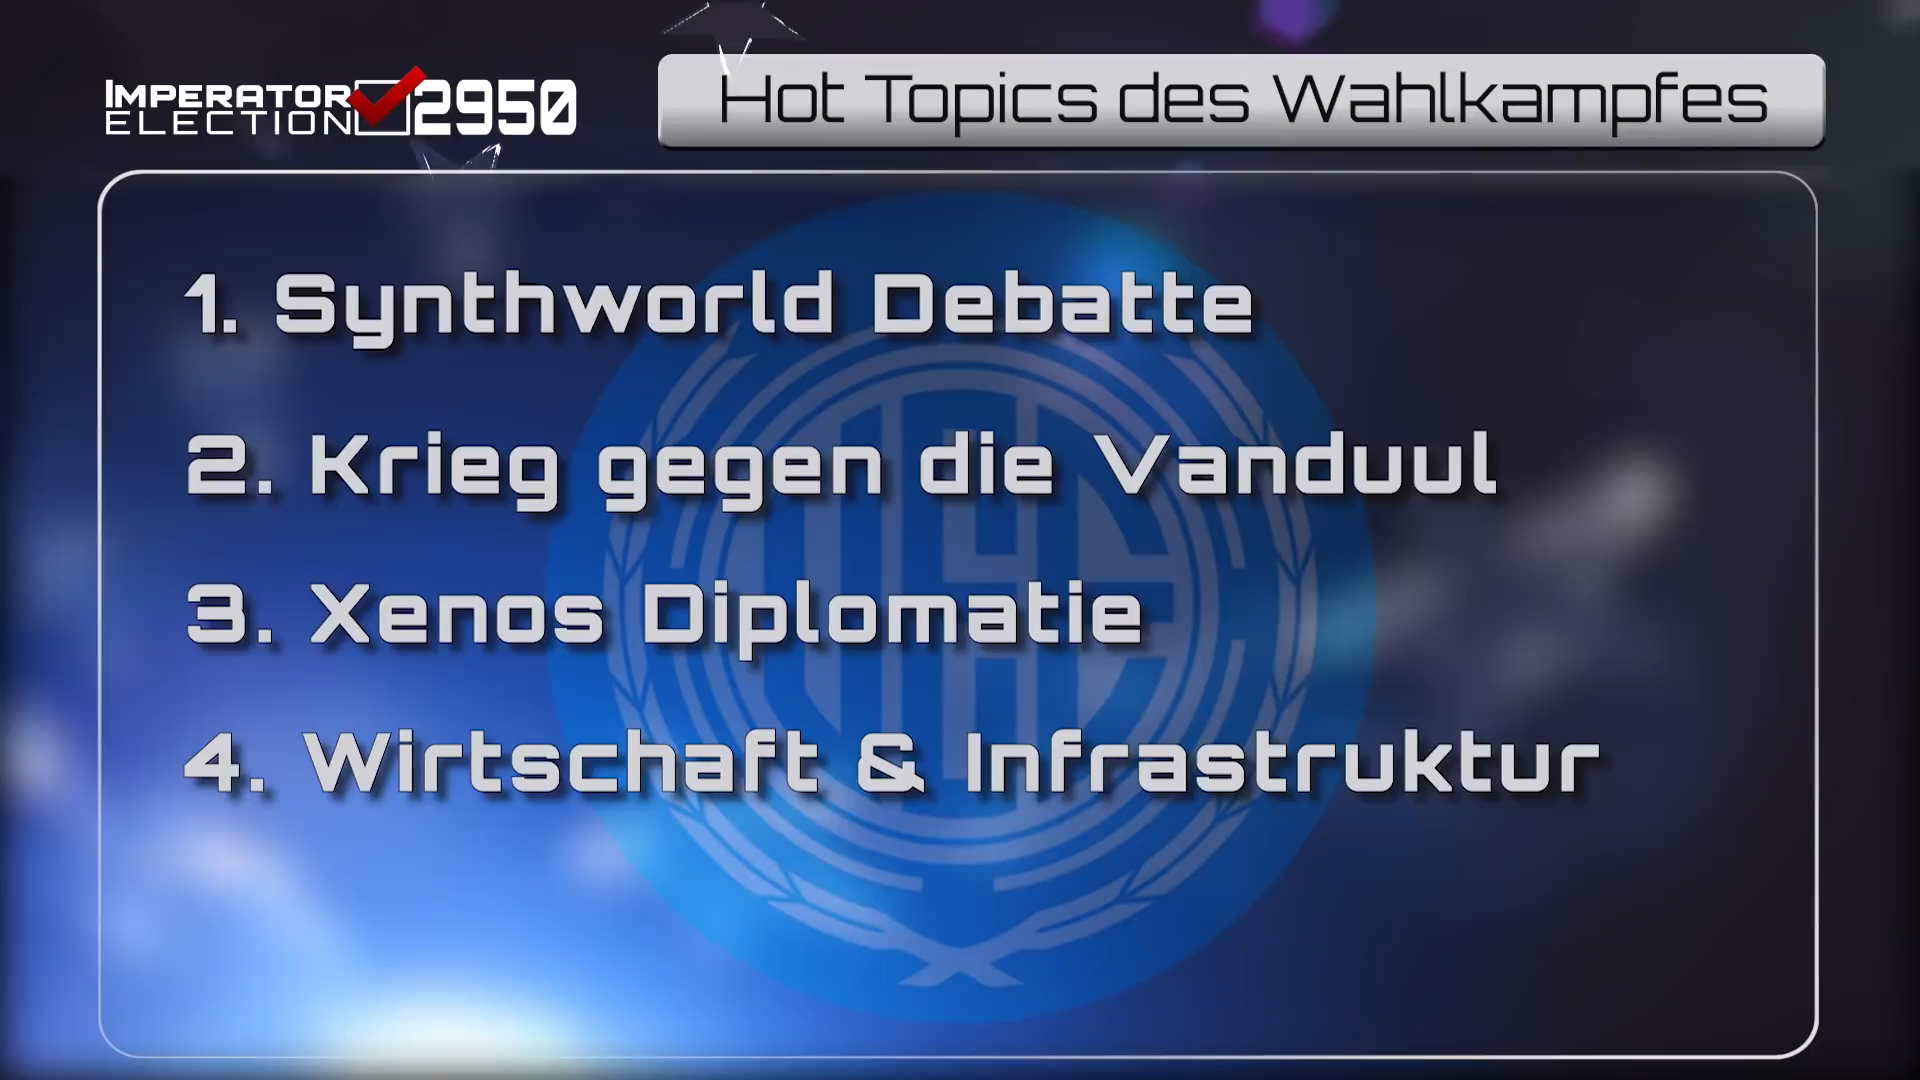 IMPERATOR
ELECTION 2950
Hot Topics des Wahlkampfes
1. Synthworld Debatte
2. Krieg gegen die Vanduul
3. Xenos Diplomatie
4. Wirtschaft & Infrastruktur
UEE